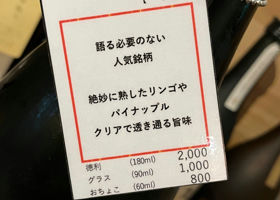 語る必要のない
人気銘柄
絶妙に熟したリンゴや
パイナップル
クリアで透き通る旨味
徳利 (180ml) 2,000
グラス (90ml) 1,000
おちょこ (60ml) 800